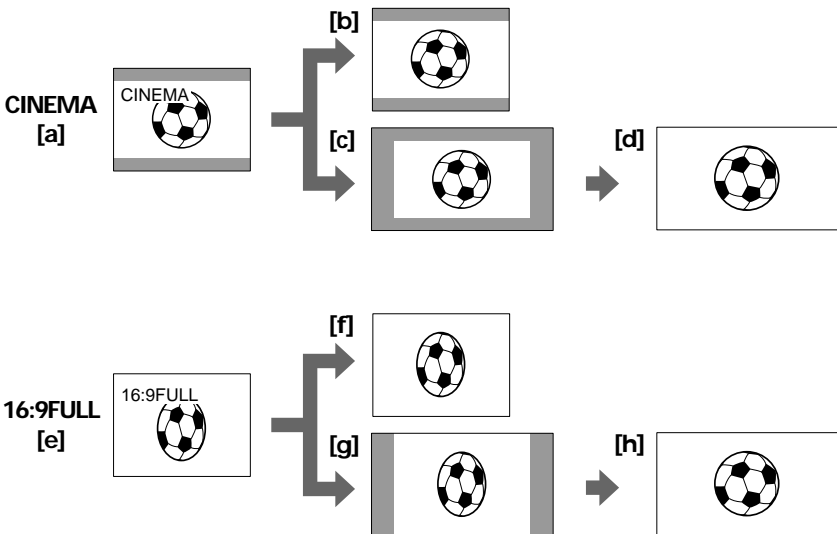 [b]
CINEMA
[a]
CINEMA
[c]
[d]
[f]
16:9FULL
[e]
16:9FULL
[g]
[h]